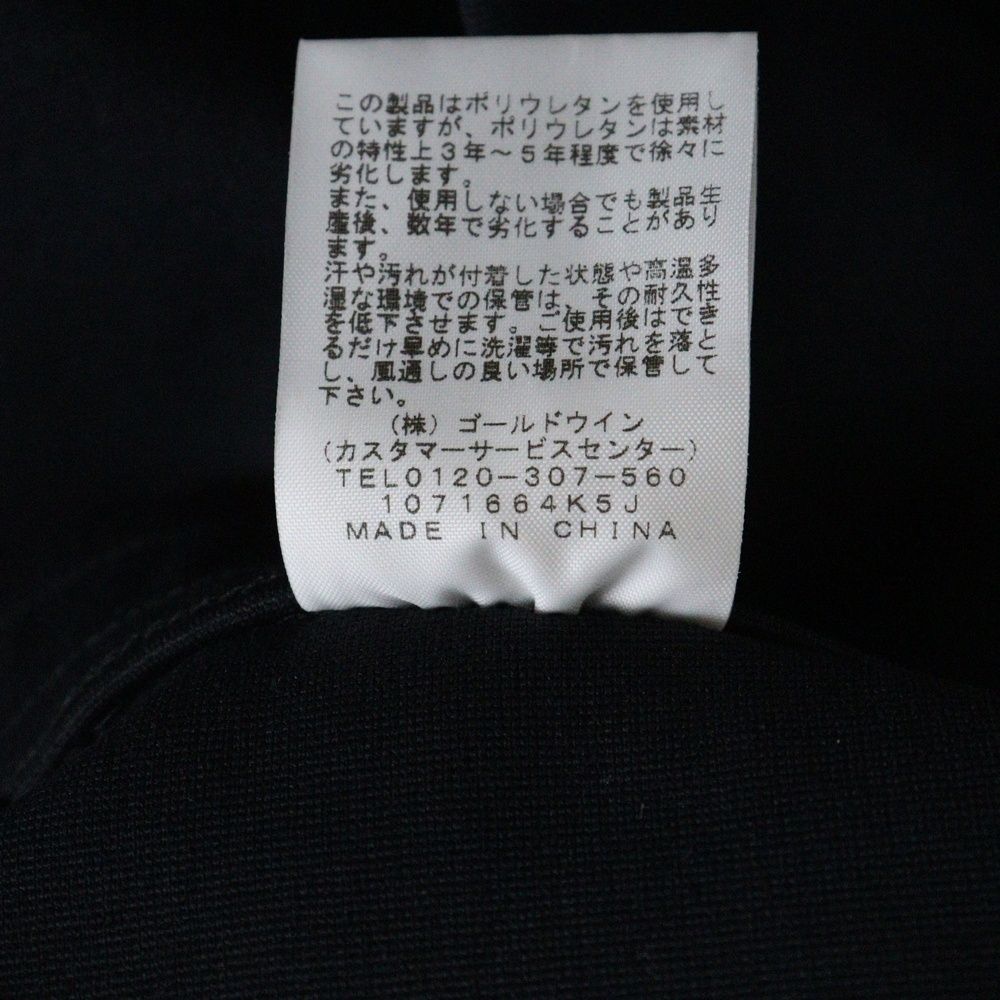 この製品はポリウレタンを使用し
ていますが、ポリウレタンは素材
の特性上3年～5年程度で徐々に
劣化します。
また、使用しない場合でも製品生
産後、数年で劣化することがあり
ます。
汗や汚れが付着した状態や高温多
湿な環境での保管は、その耐久性
を低下させます。ご使用後はでき
るだけ早めに洗濯等で汚れを落と
し、風通しの良い場所で保管して
下さい。
(株)ゴールドウイン
(カスタマーサービスセンター)
TEL0120-307-560
1071664K5J
MADE IN CHINA